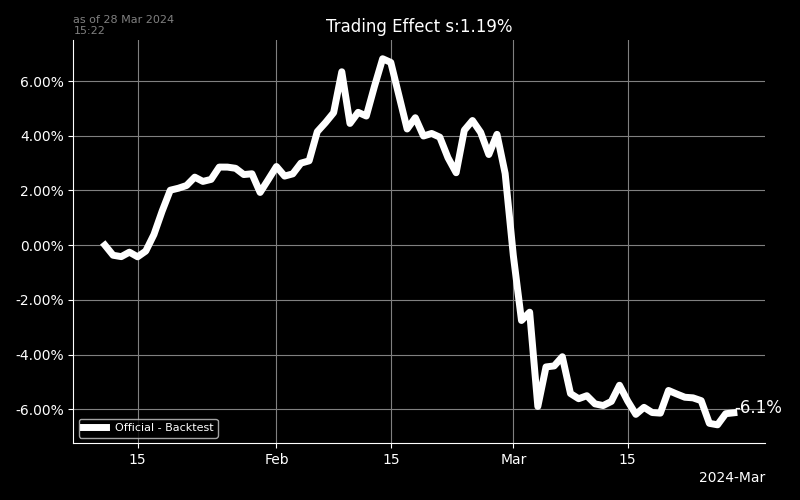 as of 28 Mar 2024
15:22
Trading Effect s:1.19%
6.00%
4.00%
2.00%
0.00%
-2.00%
-4.00%
-6.00%
-6.1%
Official - Backtest
15
Feb
15
Mar
15
2024-Mar